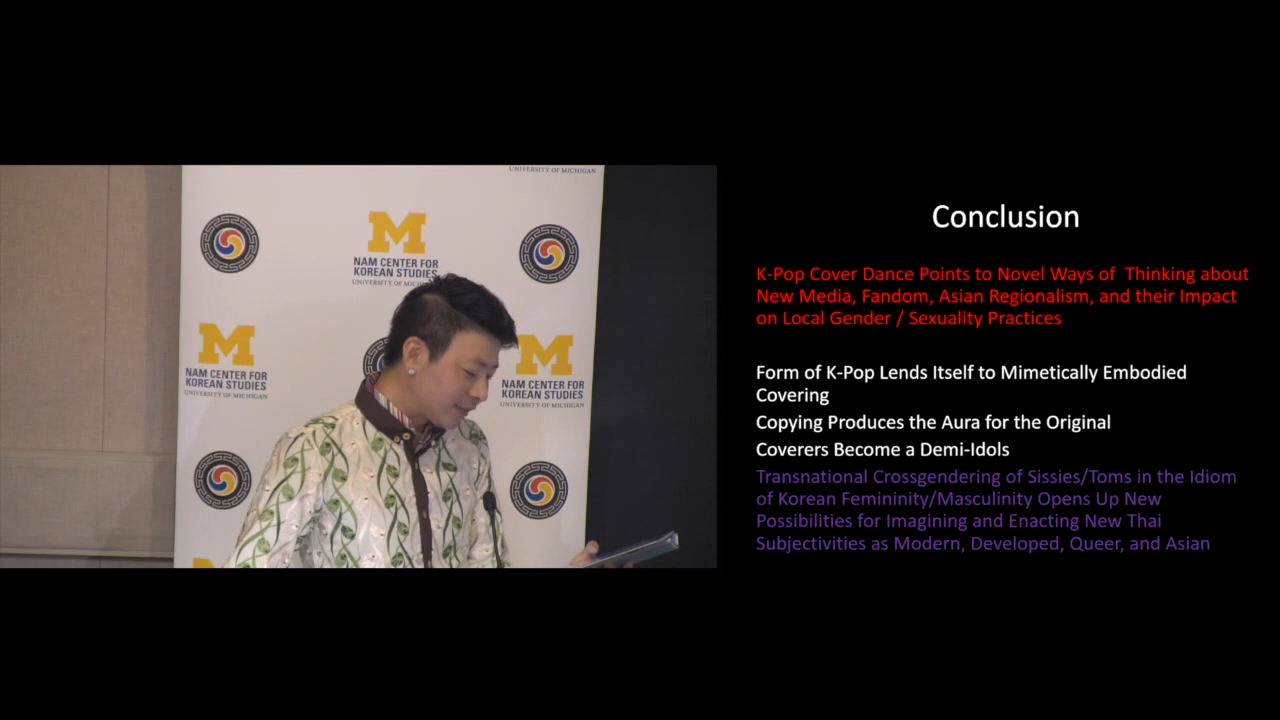 UNIVERSITY OF MICHIGAN
M
NAM CENTER FOR
KOREAN STUDIES
UNIVERSITY OF MICHIGAN
M
NAM CENTER FOR
KOREAN STUDIES
UNIVERSITY OF MICHIGAN
M
NAM CENTER FOR
KOREAN STUDIES
UNIVERSITY OF MICHIGAN
Conclusion
K-Pop Cover Dance Points to Novel Ways of Thinking about
New Media, Fandom, Asian Regionalism, and their Impact
on Local Gender / Sexuality Practices
Form of K-Pop Lends Itself to Mimetically Embodied
Covering
Copying Produces the Aura for the Original
Coverers Become a Demi-Idols
Transnational Crossgendering of Sissies/Toms in the Idiom
of Korean Femininity/Masculinity Opens Up New
Possibilities for Imagining and Enacting New Thai
Subjectivities as Modern, Developed, Queer, and Asian